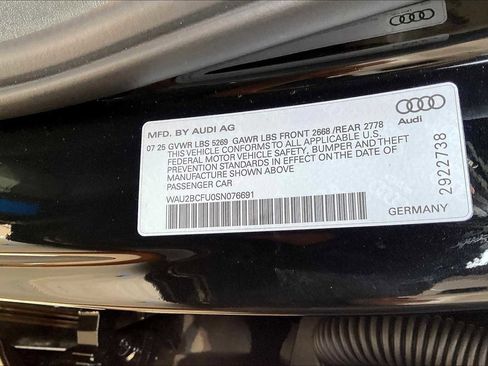 MFD. BY AUDI AG
07 25 GVWR LBS 5269 GAWR LBS FRONT 2668 /REAR 2778
THIS VEHICLE CONFORMS TO ALL APPLICABLE U.S.
FEDERAL MOTOR VEHICLE SAFETY, BUMPER AND THEFT
PREVENTION STANDARDS IN EFFECT ON THE DATE OF
MANUFACTURE SHOWN ABOVE
PASSENGER CAR
WAU2BCFU0SN076691
Audi
2922738
GERMANY